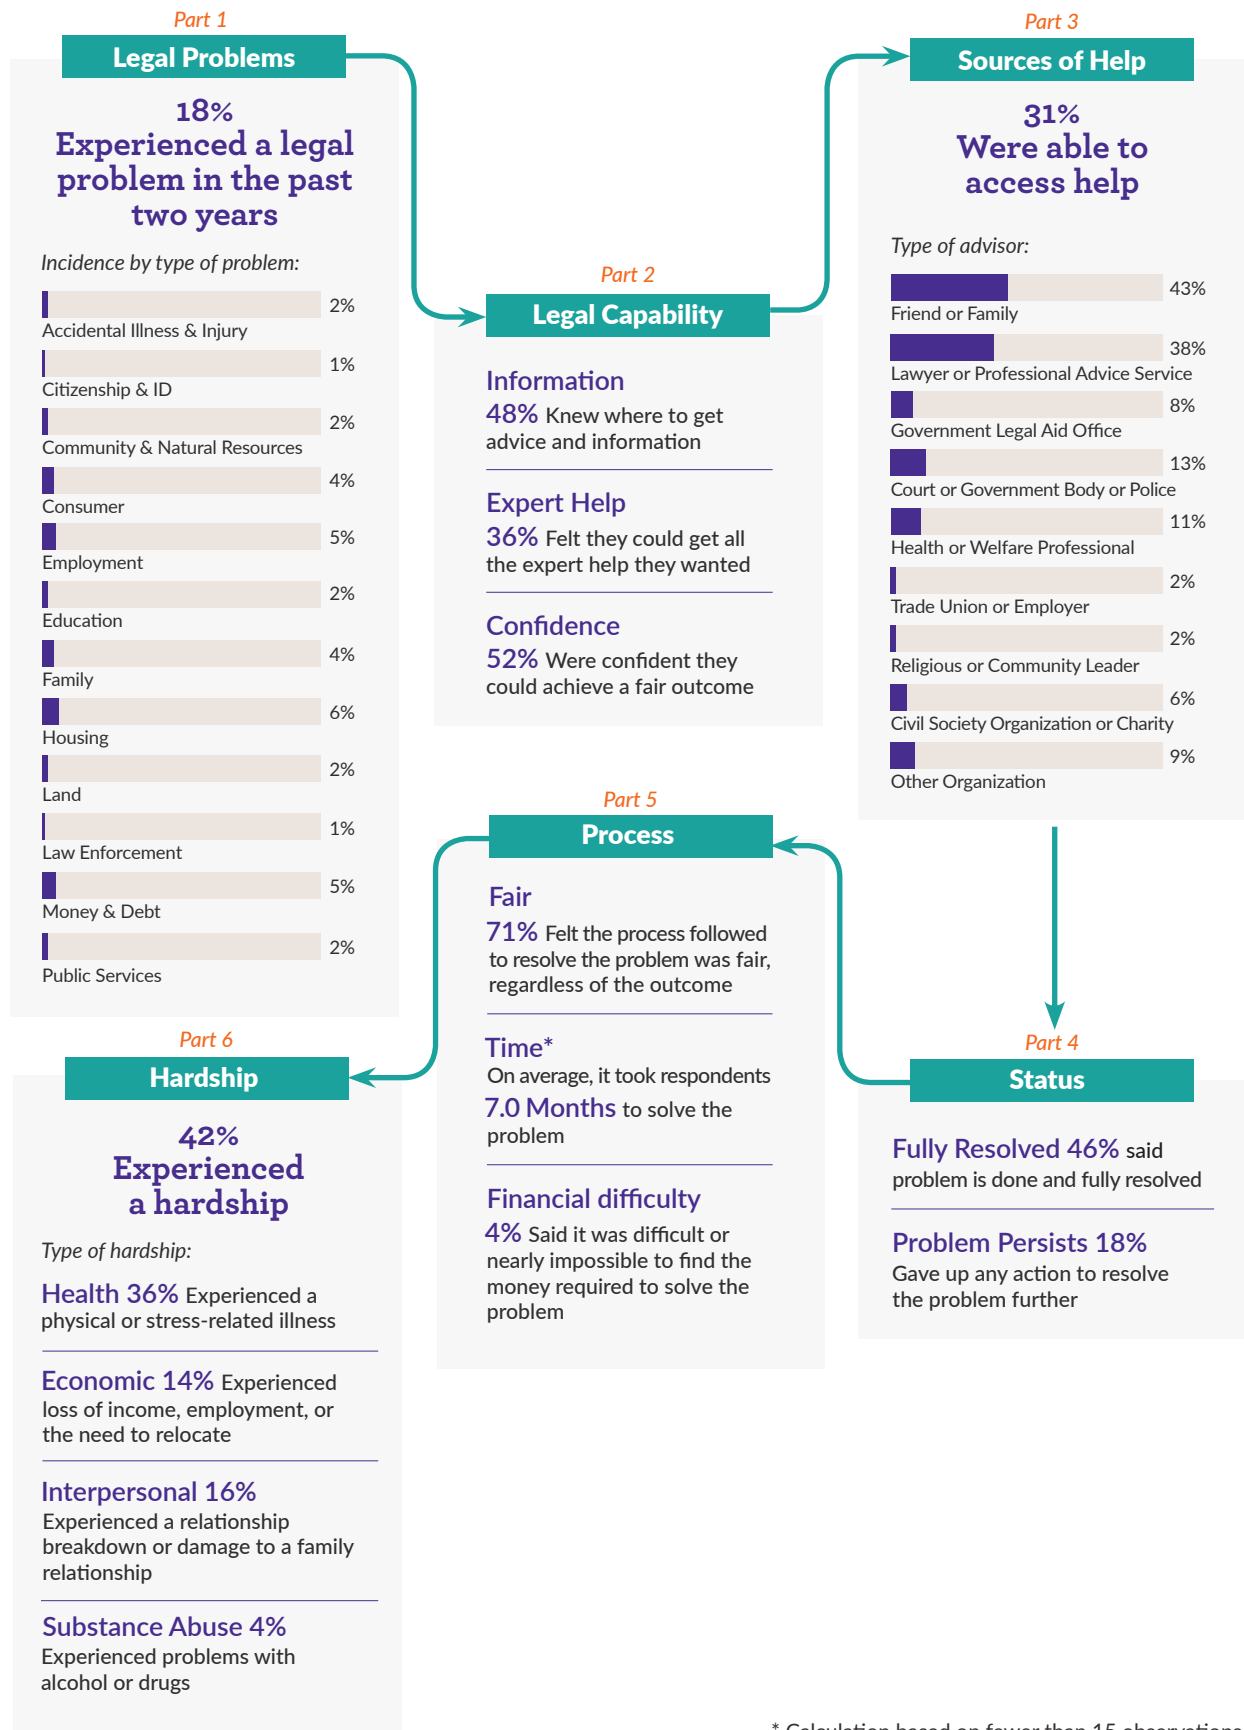 Part 1
Legal Problems
18%
Experienced a legal
problem in the past
two years
Incidence by type of problem:
2%
Accidental Illness & Injury
1%
Citizenship & ID
2%
Community & Natural Resources
4%
Consumer
5%
Employment
2%
Education
4%
Family
6%
Housing
2%
Land
1%
Law Enforcement
5%
Money & Debt
2%
Public Services
Part 2
Legal Capability
Information
48% Knew where to get
advice and information
Expert Help
36% Felt they could get all
the expert help they wanted
Confidence
52% Were confident they
could achieve a fair outcome
Part 3
Sources of Help
31%
Were able to
access help
Type of advisor:
43%
Friend or Family
38%
Lawyer or Professional Advice Service
8%
Government Legal Aid Office
13%
Court or Government Body or Police
11%
Health or Welfare Professional
2%
Trade Union or Employer
2%
Religious or Community Leader
6%
Civil Society Organization or Charity
9%
Other Organization
Part 4
Status
Fully Resolved 46% said
problem is done and fully resolved
Problem Persists 18%
Gave up any action to resolve
the problem further
Part 5
Process
Fair
71% Felt the process followed
to resolve the problem was fair,
regardless of the outcome
Time*
On average, it took respondents
7.0 Months to solve the
problem
Financial difficulty
4% Said it was difficult or
nearly impossible to find the
money required to solve the
problem
Part 6
Hardship
42%
Experienced
a hardship
Type of hardship:
Health 36% Experienced a
physical or stress-related illness
Economic 14% Experienced
loss of income, employment, or
the need to relocate
Interpersonal 16%
Experienced a relationship
breakdown or damage to a family
relationship
Substance Abuse 4%
Experienced problems with
alcohol or drugs
* Calculation based on fewer than 15 observations